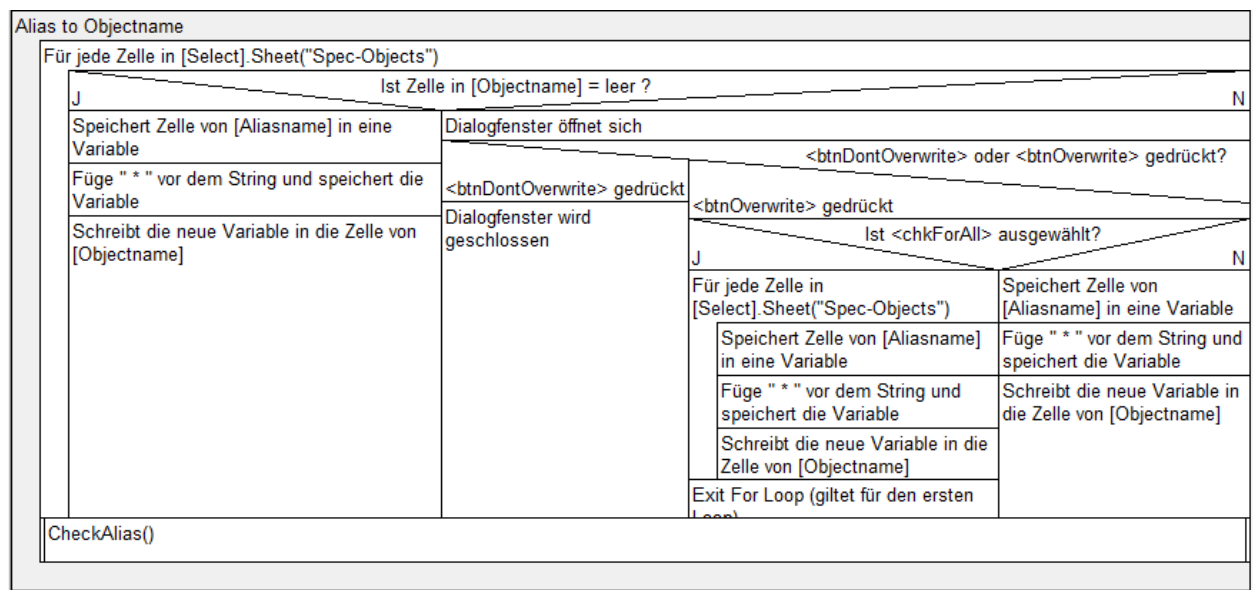 Alias to Objectname
Für jede Zelle in [Select].Sheet("Spec-Objects")
Ist Zelle in [Objectname] = leer ?
J
N
Speichert Zelle von [Aliasname] in eine
Variable
Füge " * " vor dem String und speichert die
Variable
Schreibt die neue Variable in die Zelle von
[Objectname]
Dialogfenster öffnet sich
<btnDontOverwrite> oder <btnOverwrite> gedrückt?
<btnDontOverwrite> gedrückt
Dialogfenster wird
geschlossen
<btnOverwrite> gedrückt
Ist <chkForAll> ausgewählt?
J
N
Für jede Zelle in
[Select].Sheet("Spec-Objects")
Speichert Zelle von [Aliasname]
in eine Variable
Füge " * " vor dem String und
speichert die Variable
Schreibt die neue Variable in die
Zelle von [Objectname]
Exit For Loop (giltet für den ersten
Loop)
Speichert Zelle von
[Aliasname] in eine Variable
Füge " * " vor dem String und
speichert die Variable
Schreibt die neue Variable in
die Zelle von [Objectname]
CheckAlias()